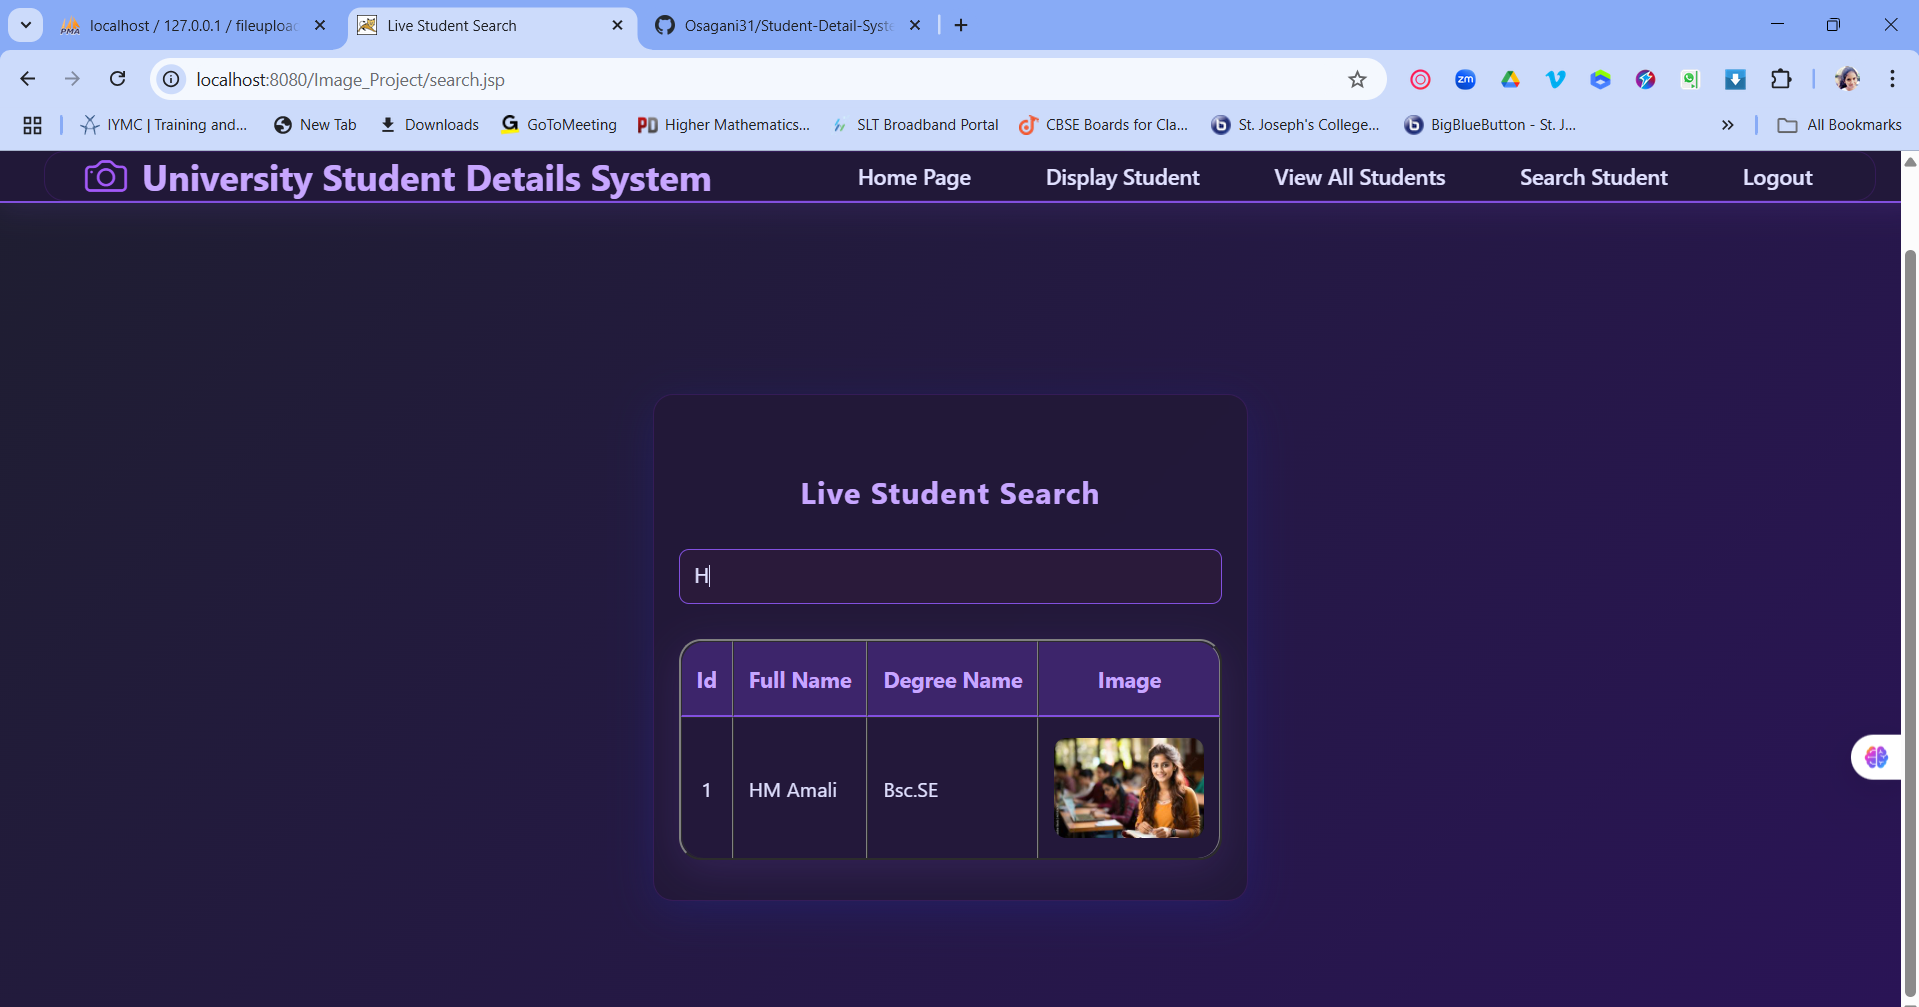 localhost / 127.0.0.1 / fileupload
Live Student Search
Osagani31/Student-Detail-Syste
localhost:8080/Image_Project/search.jsp
zm
IYMC | Training and...
New Tab
Downloads
GoToMeeting
PD Higher Mathematics...
SLT Broadband Portal
CBSE Boards for Cla...
St. Joseph's College...
BigBlueButton - St. J...
All Bookmarks
University Student Details System
Home Page
Display Student
View All Students
Search Student
Logout
Live Student Search
H
Id Full Name Degree Name Image
1 HM Amali Bsc.SE